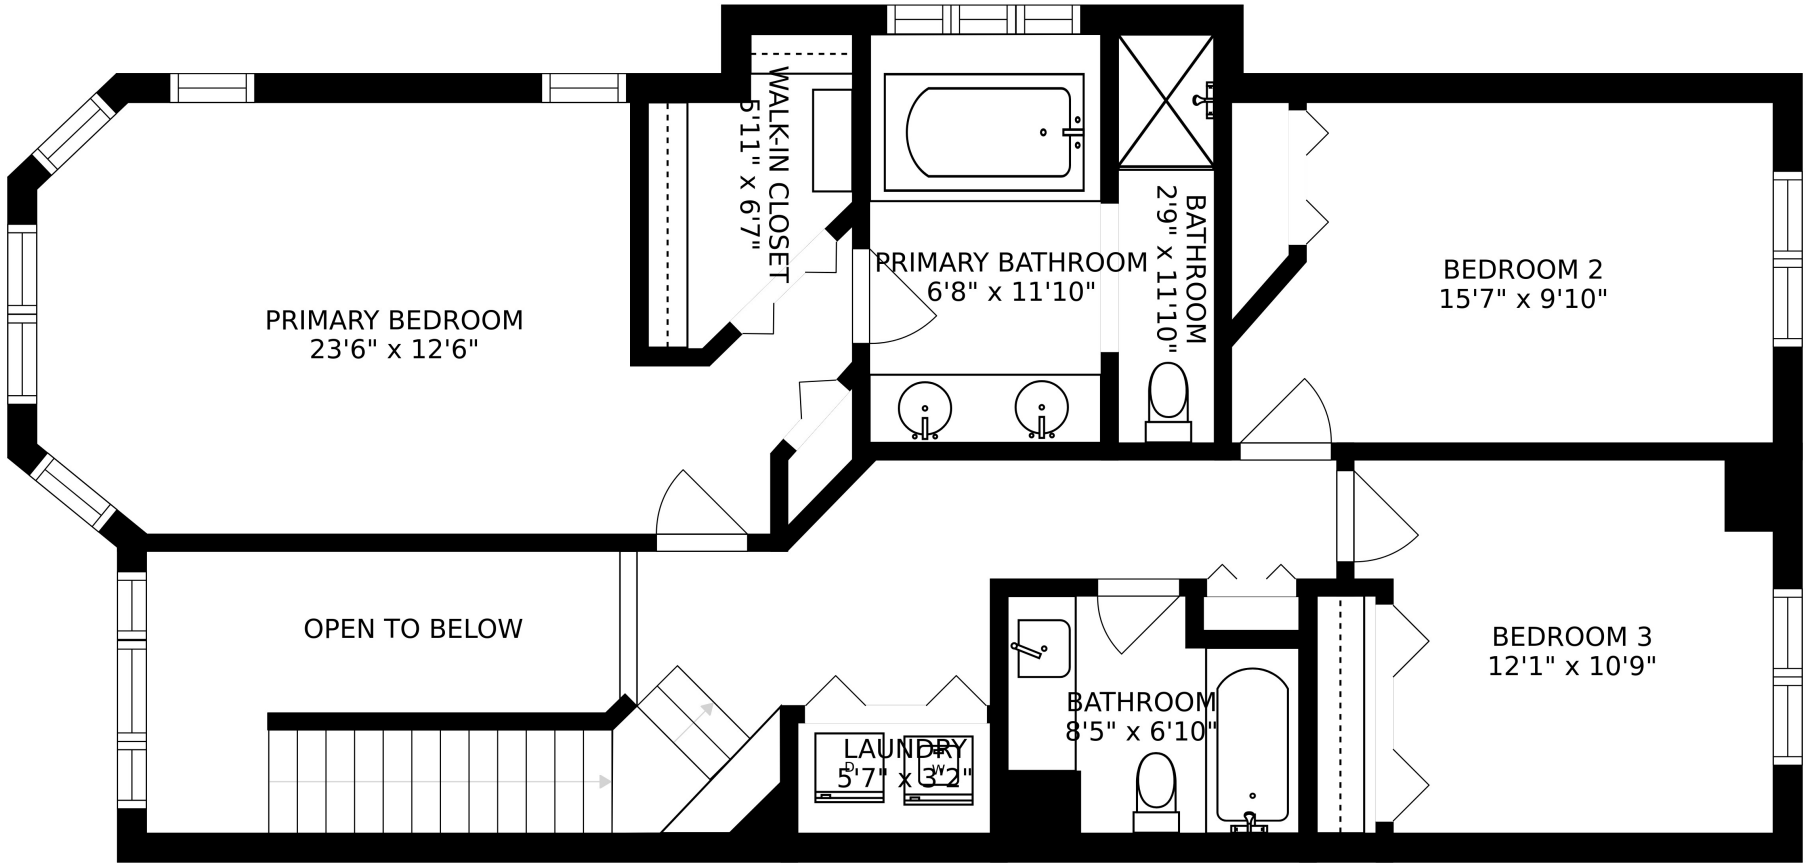 WALK-IN CLOSET
5'11" x 6'7"
PRIMARY BATHROOM
6'8" x 11'10"
BATHROOM
2'9" x 11'10"
BEDROOM 2
15'7" x 9'10"
PRIMARY BEDROOM
23'6" x 12'6"
OPEN TO BELOW
BEDROOM 3
12'1" x 10'9"
BATHROOM
8'5" x 6'10"
LAUNDRY
5'7" x 3'2"
D
W